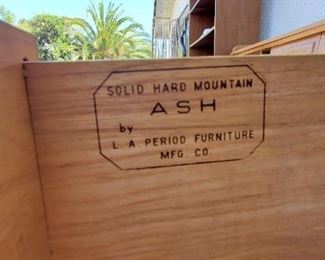 SOLID HARD MOUNTAIN
ASH
by
L. A. PERIOD FURNITURE
MFG. CO.